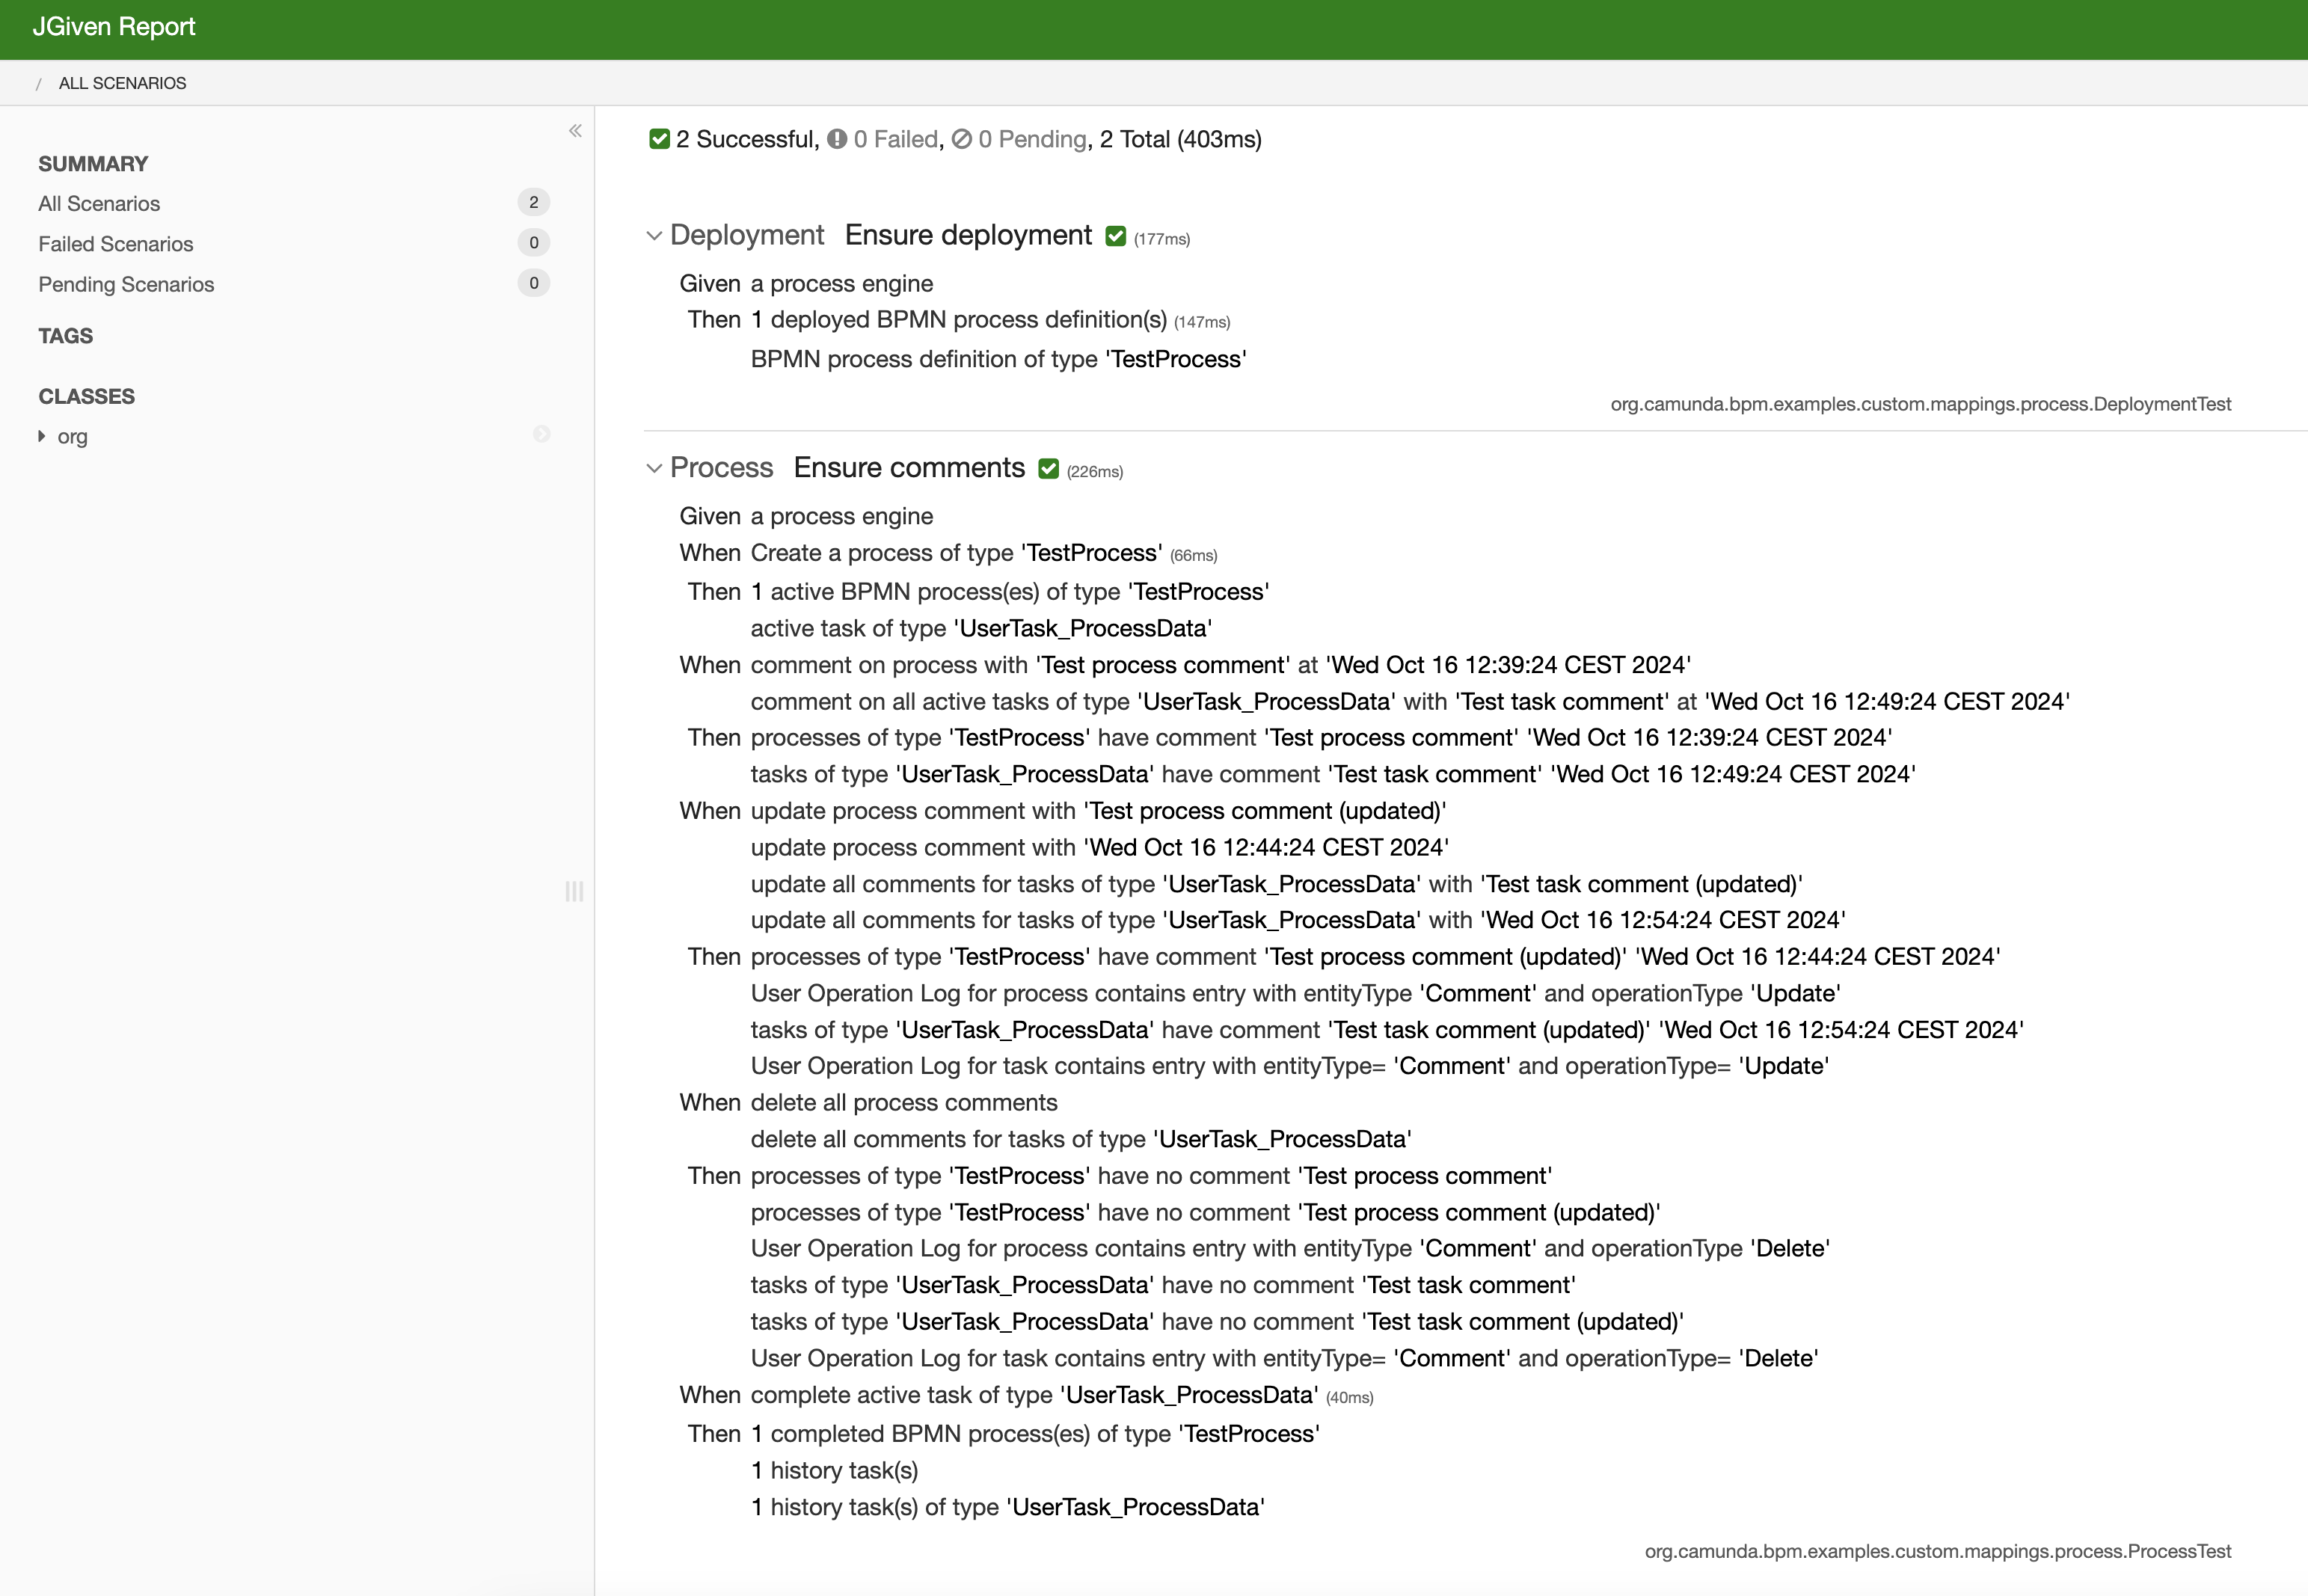 JGiven Report
/ ALL SCENARIOS
SUMMARY
All Scenarios 2
Failed Scenarios 0
Pending Scenarios 0
TAGS
CLASSES
org
2 Successful, 0 Failed, 0 Pending, 2 Total (403ms)
Deployment Ensure deployment (177ms)
Given a process engine
Then 1 deployed BPMN process definition(s) (147ms)
BPMN process definition of type 'TestProcess'
org.camunda.bpm.examples.custom.mappings.process.DeploymentTest
Process Ensure comments (226ms)
Given a process engine
When Create a process of type 'TestProcess' (66ms)
Then 1 active BPMN process(es) of type 'TestProcess'
active task of type 'UserTask_ProcessData'
When comment on process with 'Test process comment' at 'Wed Oct 16 12:39:24 CEST 2024'
comment on all active tasks of type 'UserTask_ProcessData' with 'Test task comment' at 'Wed Oct 16 12:49:24 CEST 2024'
Then processes of type 'TestProcess' have comment 'Test process comment' 'Wed Oct 16 12:39:24 CEST 2024'
tasks of type 'UserTask_ProcessData' have comment 'Test task comment' 'Wed Oct 16 12:49:24 CEST 2024'
When update process comment with 'Test process comment (updated)'
update process comment with 'Wed Oct 16 12:44:24 CEST 2024'
update all comments for tasks of type 'UserTask_ProcessData' with 'Test task comment (updated)'
update all comments for tasks of type 'UserTask_ProcessData' with 'Wed Oct 16 12:54:24 CEST 2024'
Then processes of type 'TestProcess' have comment 'Test process comment (updated)' 'Wed Oct 16 12:44:24 CEST 2024'
User Operation Log for process contains entry with entityType 'Comment' and operationType 'Update'
tasks of type 'UserTask_ProcessData' have comment 'Test task comment (updated)' 'Wed Oct 16 12:54:24 CEST 2024'
User Operation Log for task contains entry with entityType= 'Comment' and operationType= 'Update'
When delete all process comments
delete all comments for tasks of type 'UserTask_ProcessData'
Then processes of type 'TestProcess' have no comment 'Test process comment'
processes of type 'TestProcess' have no comment 'Test process comment (updated)'
User Operation Log for process contains entry with entityType 'Comment' and operationType 'Delete'
tasks of type 'UserTask_ProcessData' have no comment 'Test task comment'
tasks of type 'UserTask_ProcessData' have no comment 'Test task comment (updated)'
User Operation Log for task contains entry with entityType= 'Comment' and operationType= 'Delete'
When complete active task of type 'UserTask_ProcessData' (40ms)
Then 1 completed BPMN process(es) of type 'TestProcess'
1 history task(s)
1 history task(s) of type 'UserTask_ProcessData'
org.camunda.bpm.examples.custom.mappings.process.ProcessTest